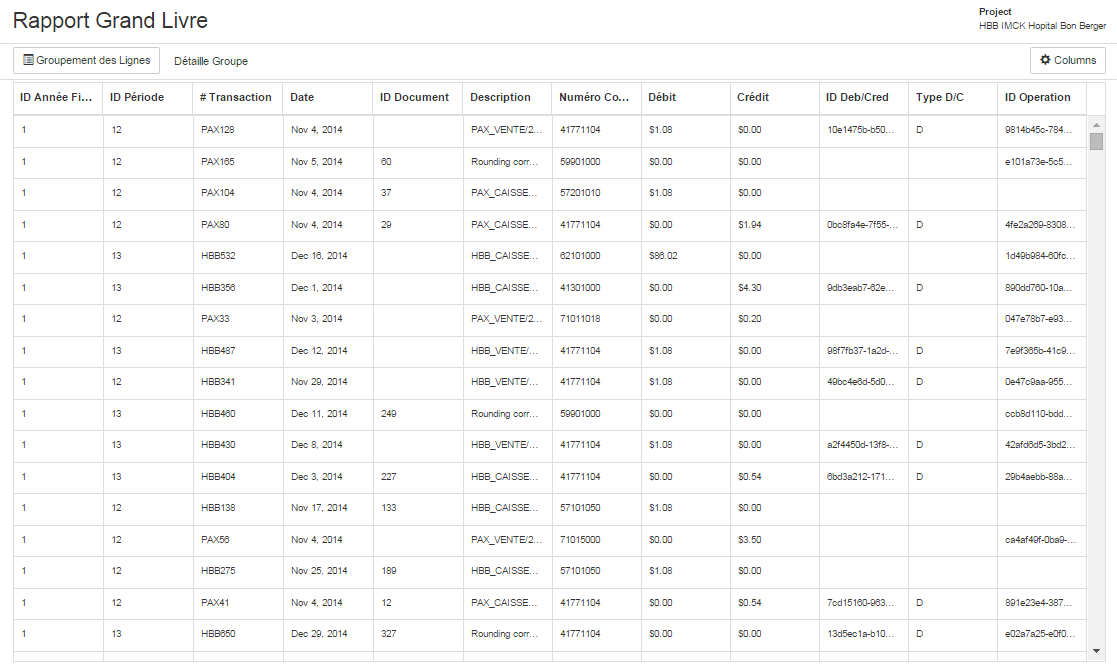 Rapport Grand Livre
Project
HBB IMCK Hopital Bon Berger
Groupement des Lignes Détaille Groupe Columns
ID Année Fi... ID Période # Transaction Date ID Document Description Numéro Co... Débit Crédit ID Deb/Cred Type D/C ID Operation
1 12 PAX128 Nov 4, 2014 PAX_VENTE/2... 41771104 $1.08 $0.00 10e1475b-b50... D 9814b45c-784...
1 12 PAX165 Nov 5, 2014 60 Rounding corr... 59901000 $0.00 $0.00 e101a73e-5c5...
1 12 PAX104 Nov 4, 2014 37 PAX_CAISSE... 57201010 $1.08 $0.00
1 12 PAX80 Nov 4, 2014 29 PAX_CAISSE... 41771104 $0.00 $1.94 0bc8fa4e-7f55-... D 4fe2a269-8308...
1 13 HBB532 Dec 16, 2014 HBB_CAISSE... 62101000 $86.02 $0.00 1d49b984-60fc...
1 13 HBB356 Dec 1, 2014 HBB_CAISSE... 41301000 $0.00 $4.30 9db3eab7-62e... D 890dd760-10a...
1 12 PAX33 Nov 3, 2014 PAX_VENTE/2... 71011018 $0.00 $0.20 047e78b7-e93...
1 13 HBB487 Dec 12, 2014 HBB_VENTE/... 41771104 $1.08 $0.00 98f7fb37-1a2d-... D 7e9f365b-41c9...
1 12 HBB341 Nov 29, 2014 HBB_VENTE/... 41771104 $1.08 $0.00 49bc4e6d-5d0... D 0e47c9aa-955...
1 13 HBB460 Dec 11, 2014 249 Rounding corr... 59901000 $0.00 $0.00 ccb8d110-bdd...
1 13 HBB430 Dec 8, 2014 HBB_VENTE/... 41771104 $1.08 $0.00 a2f4450d-13f8-... D 42afd6d5-3bd2...
1 13 HBB404 Dec 3, 2014 227 HBB_CAISSE... 41771104 $0.00 $0.54 6bd3a212-171... D 29b4aebb-88a...
1 12 HBB138 Nov 17, 2014 133 HBB_CAISSE... 57101050 $1.08 $0.00
1 12 PAX56 Nov 4, 2014 PAX_VENTE/2... 71015000 $0.00 $3.50 ca4af49f-0ba9-...
1 12 HBB275 Nov 25, 2014 189 HBB_CAISSE... 57101050 $1.08 $0.00
1 12 PAX41 Nov 4, 2014 12 PAX_CAISSE... 41771104 $0.00 $0.54 7cd15160-963... D 891e23e4-387...
1 13 HBB650 Dec 29, 2014 327 Rounding corr... 41771104 $0.00 $0.00 13d5ec1a-b10... D e02a7a25-e0f0...